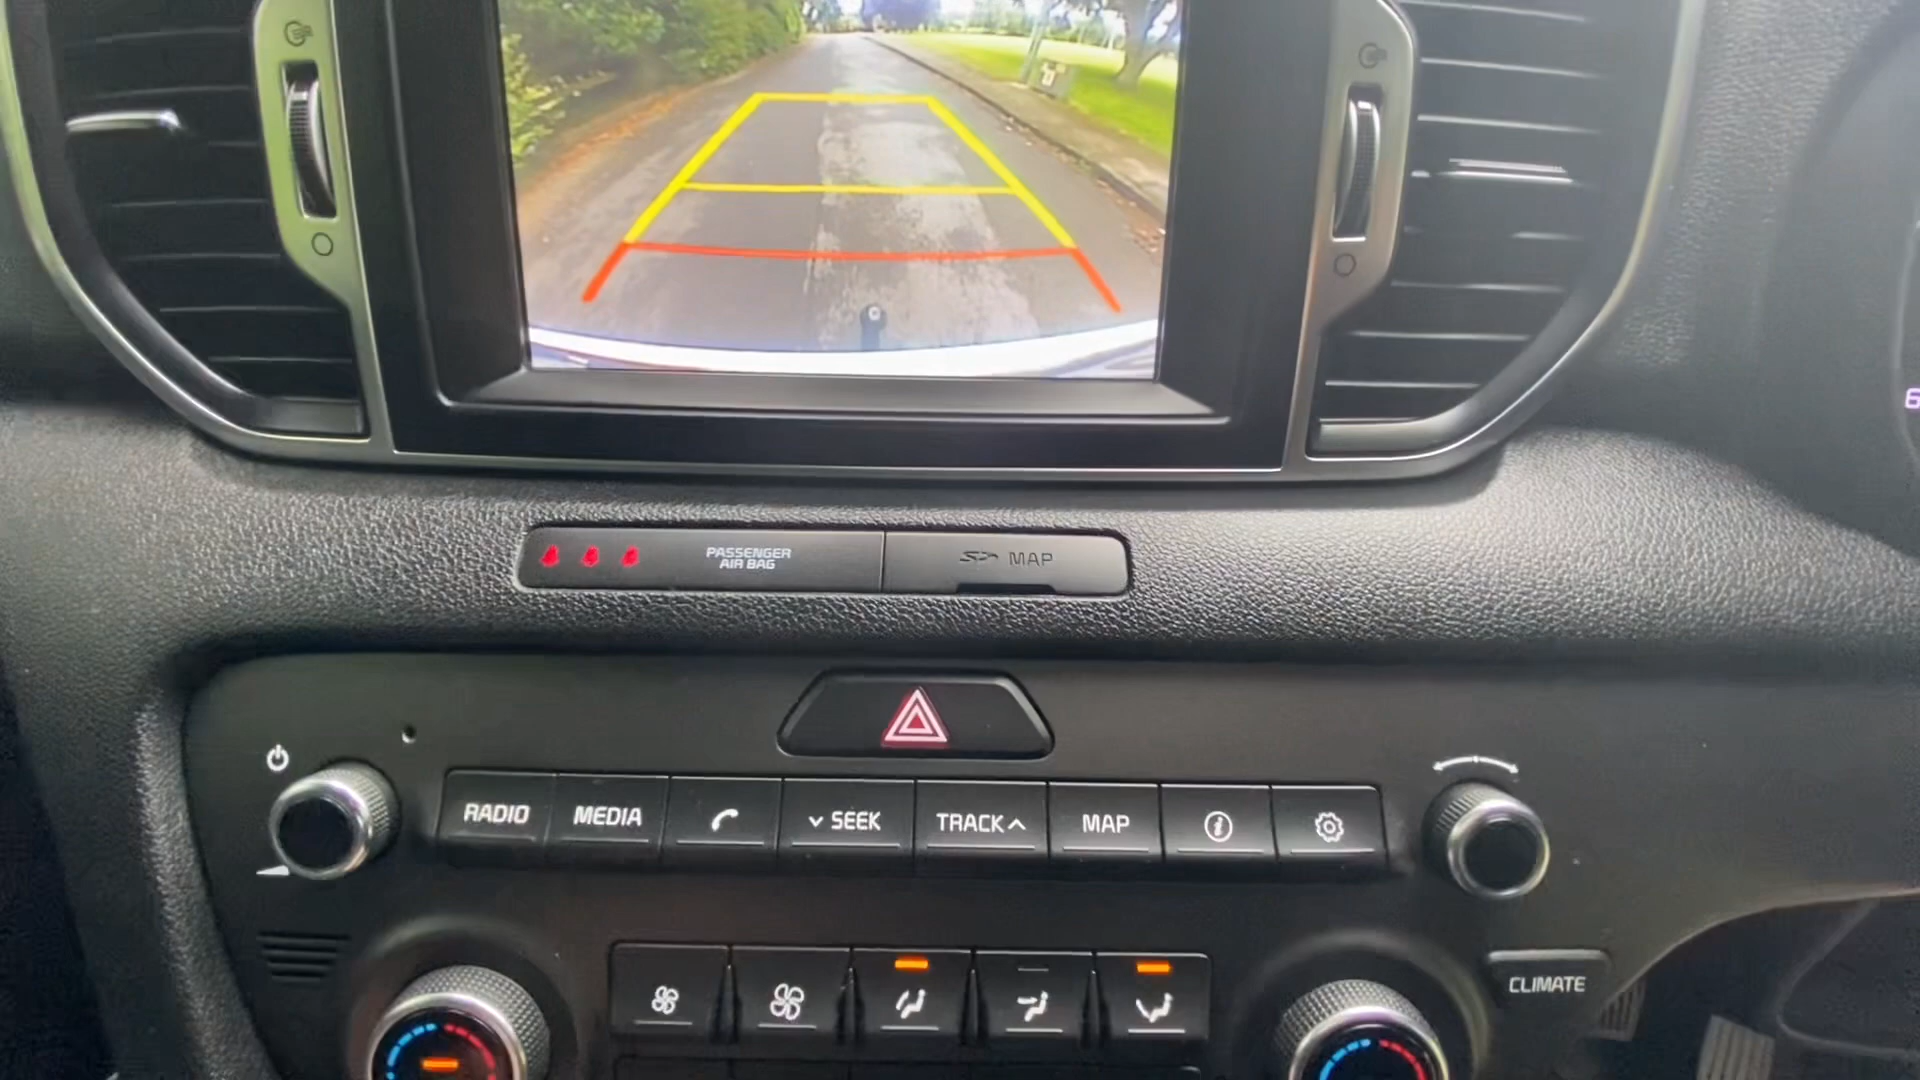 PASSENGER
AIR BAG
MAP
RADIO
MEDIA
SEEK
TRACK
MAP
CLIMATE